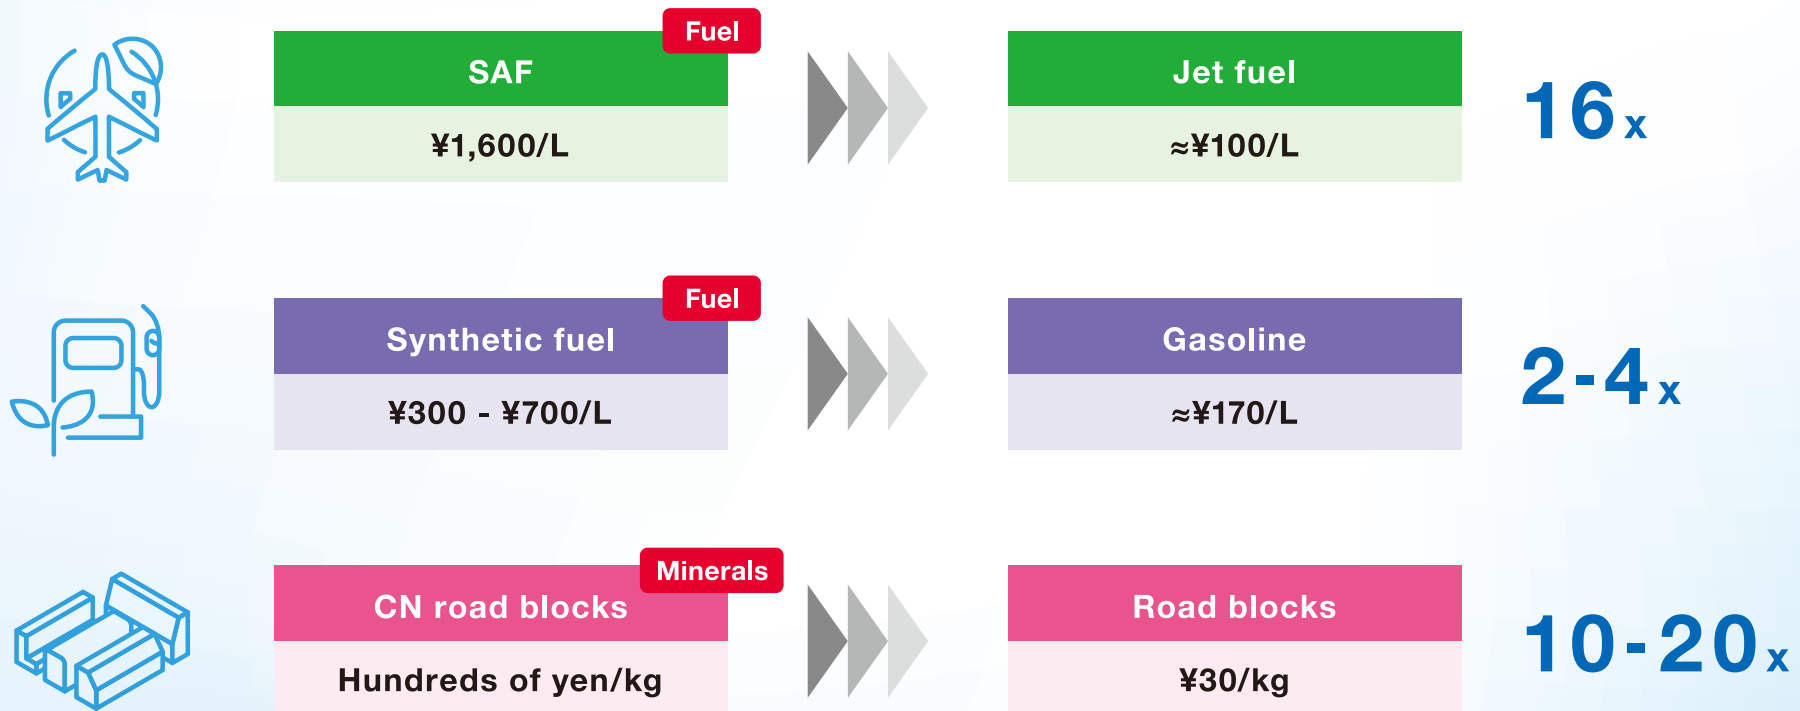 Fuel
SAF
¥1,600/L
Jet fuel
≈¥100/L
16x
Fuel
Synthetic fuel
¥300 - ¥700/L
Gasoline
≈¥170/L
2-4x
Minerals
CN road blocks
Hundreds of yen/kg
Road blocks
¥30/kg
10-20x